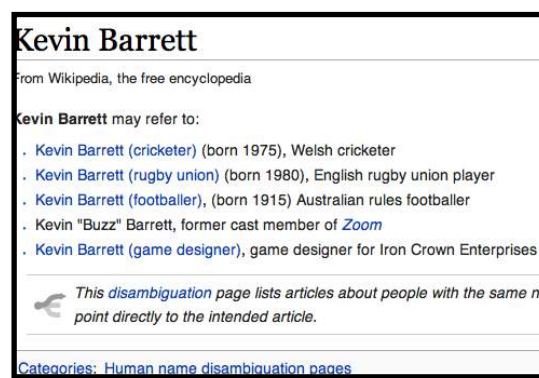 Kevin Barrett
From Wikipedia, the free encyclopedia
Kevin Barrett may refer to:
Kevin Barrett (cricketer) (born 1975), Welsh cricketer
Kevin Barrett (rugby union) (born 1980), English rugby union player
Kevin Barrett (footballer), (born 1915) Australian rules footballer
Kevin "Buzz" Barrett, former cast member of Zoom
Kevin Barrett (game designer), game designer for Iron Crown Enterprises
This disambiguation page lists articles about people with the same n
point directly to the intended article.
Categories: Human name disambiguation pages